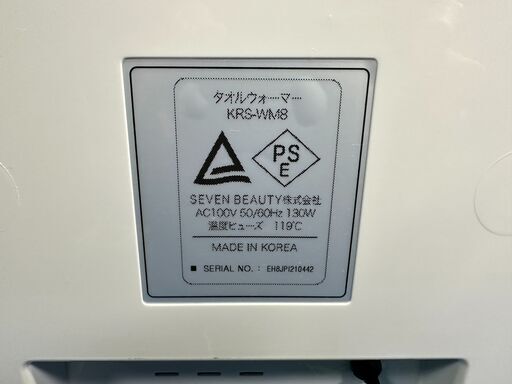 タオルウォーマー
KRS-WM8
PS
E
SEVEN BEAUTY株式会社
AC100V 50/60Hz 130W
温度ヒューズ 119℃
MADE IN KOREA
■ SERIAL NO. : EH8JPI210442